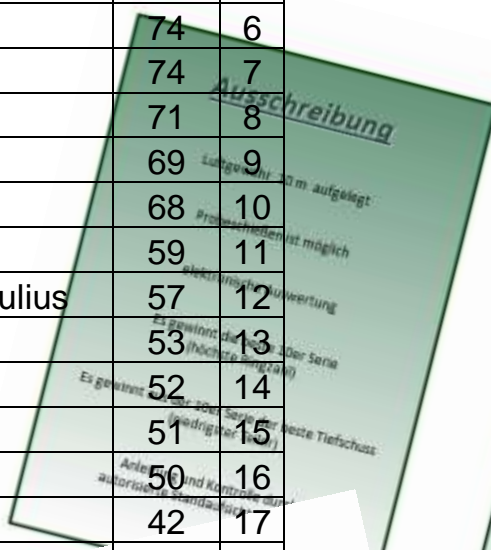 74 6
74 7
71 8
69 9
68 10
59 11
ulius 57 12
53 13
52 14
51 15
50 16
42 17
Ausschreibung
Luftgewehr 10 m aufgelegt
Probeschießen ist möglich
elektronische Auswertung
Es gewinnt die beste 10er Serie
(höchste Ringzahl)
Es gewinnt aus der 10er Serie der beste Tiefschuss
(niedrigster Teiler)
Anleitung und Kontrolle durch
autorisierte Standaufsicht